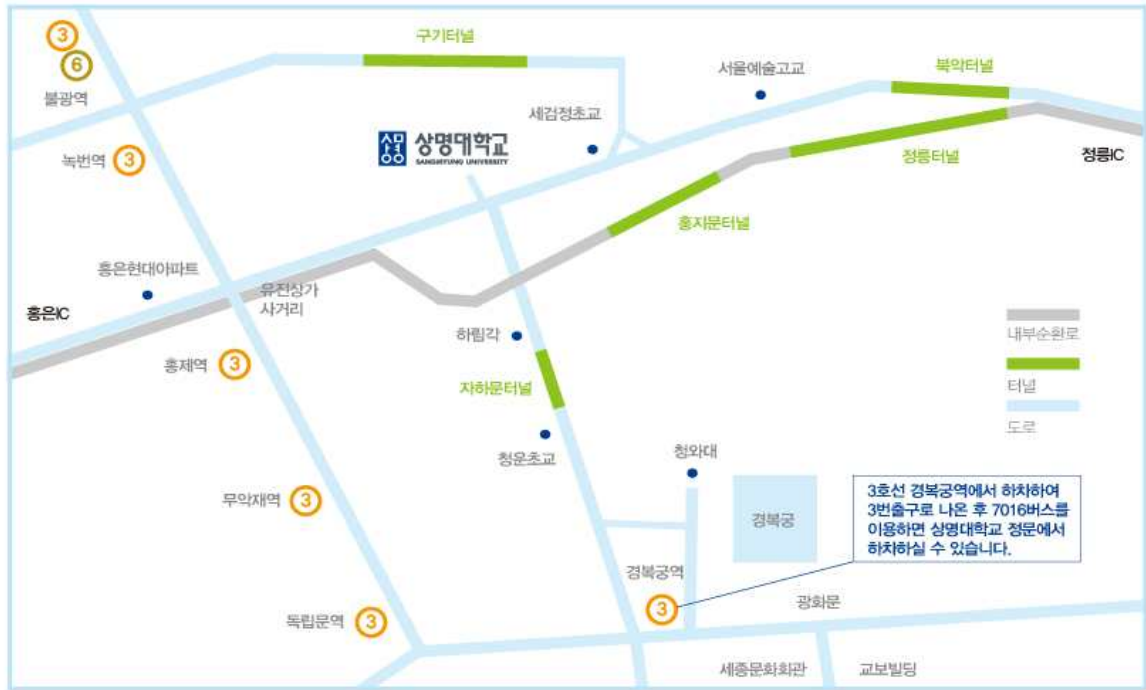 3
구기터널
6
불광역
서울예술고교
북악터널
세검정초교
상명
상명대학교
SANGMYUNG UNIVERSITY
녹번역
3
정릉터널
정릉IC
홍지문터널
홍은현대아파트
홍은IC
유진상가
사거리
내부순환로
하림각
홍제역
3
터널
자하문터널
도로
청운초교
청와대
3호선 경복궁역에서 하차하여
3번출구로 나온 후 7016버스를
이용하면 상명대학교 정문에서
하차하실 수 있습니다.
무악재역
3
경복궁
경복궁역
3
광화문
독립문역
3
세종문화회관
교보빌딩